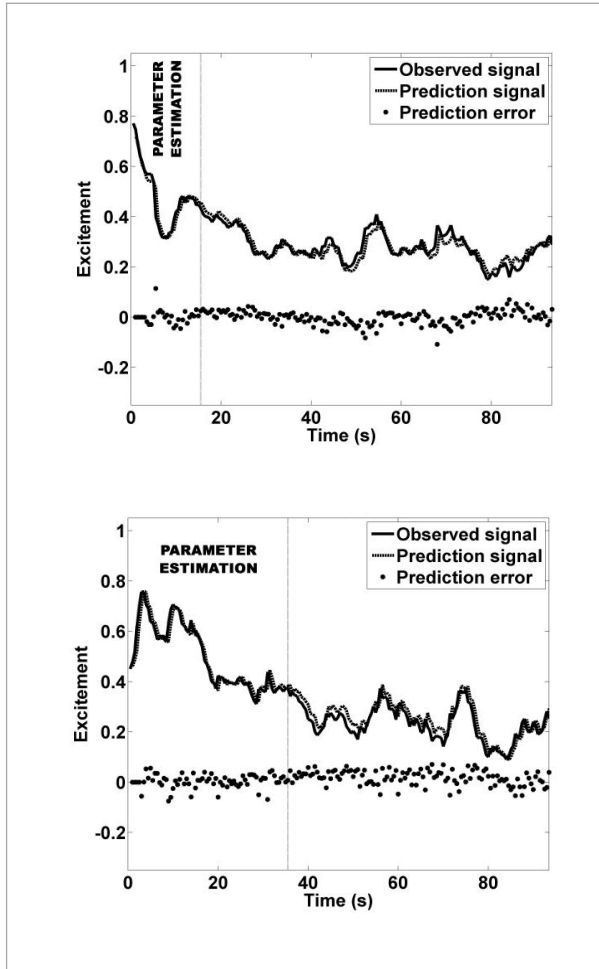 1
0.8
0.6
0.4
0.2
0
-0.2
Excitement
PARAMETER
ESTIMATION
Observed signal
Prediction signal
Prediction error
0 20 40 60 80
Time (s)
1
0.8
0.6
0.4
0.2
0
-0.2
Excitement
PARAMETER
ESTIMATION
Observed signal
Prediction signal
Prediction error
0 20 40 60 80
Time (s)